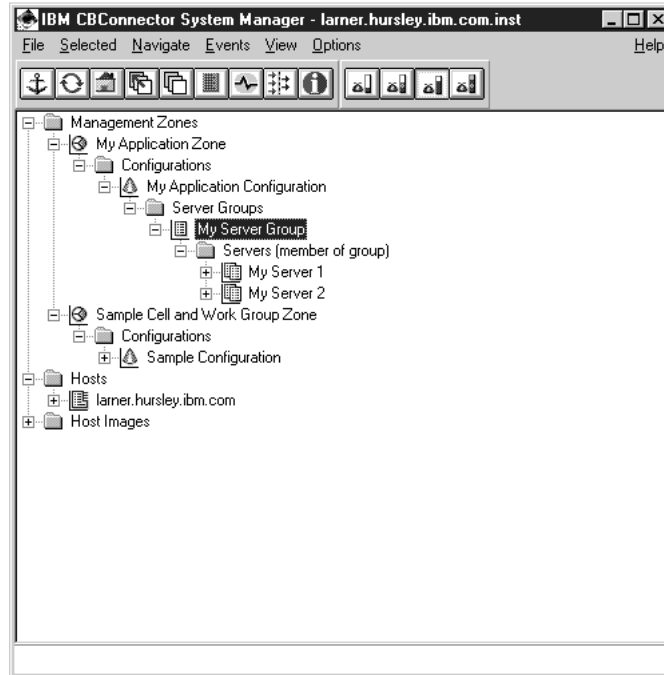 IBM CBConnector System Manager - larner.hursley.ibm.com.inst
File Selected Navigate Events View Options Help
Management Zones
My Application Zone
Configurations
My Application Configuration
Server Groups
My Server Group
Servers (member of group)
My Server 1
My Server 2
Sample Cell and Work Group Zone
Configurations
Sample Configuration
Hosts
larner.hursley.ibm.com
Host Images